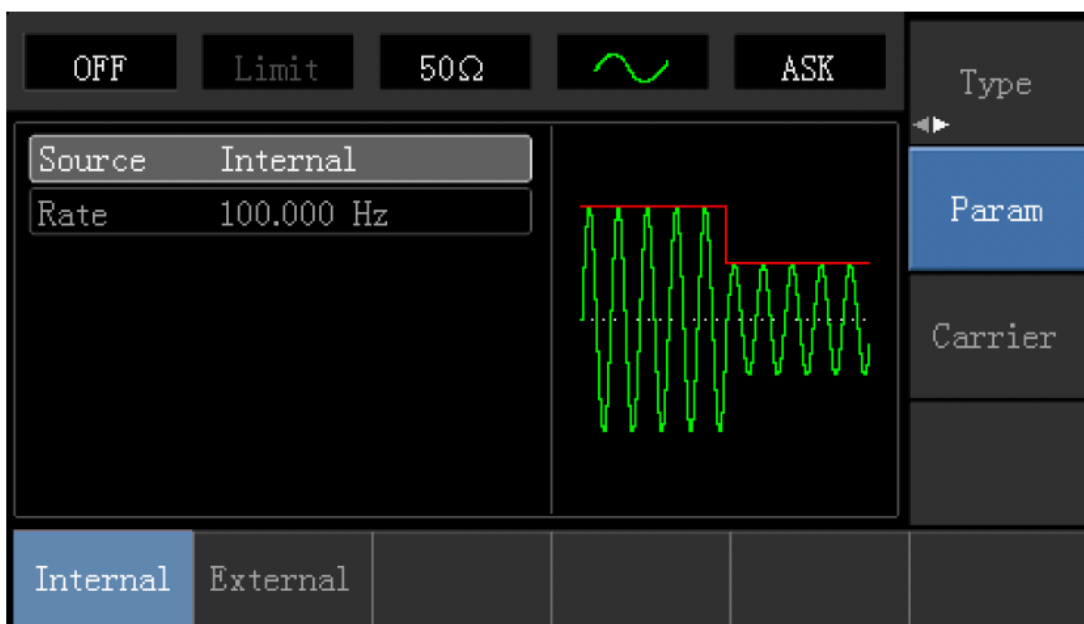 OFF Limit 50Ω ASK
Type
Source Internal
Rate 100.000 Hz
Param
Carrier
Internal External